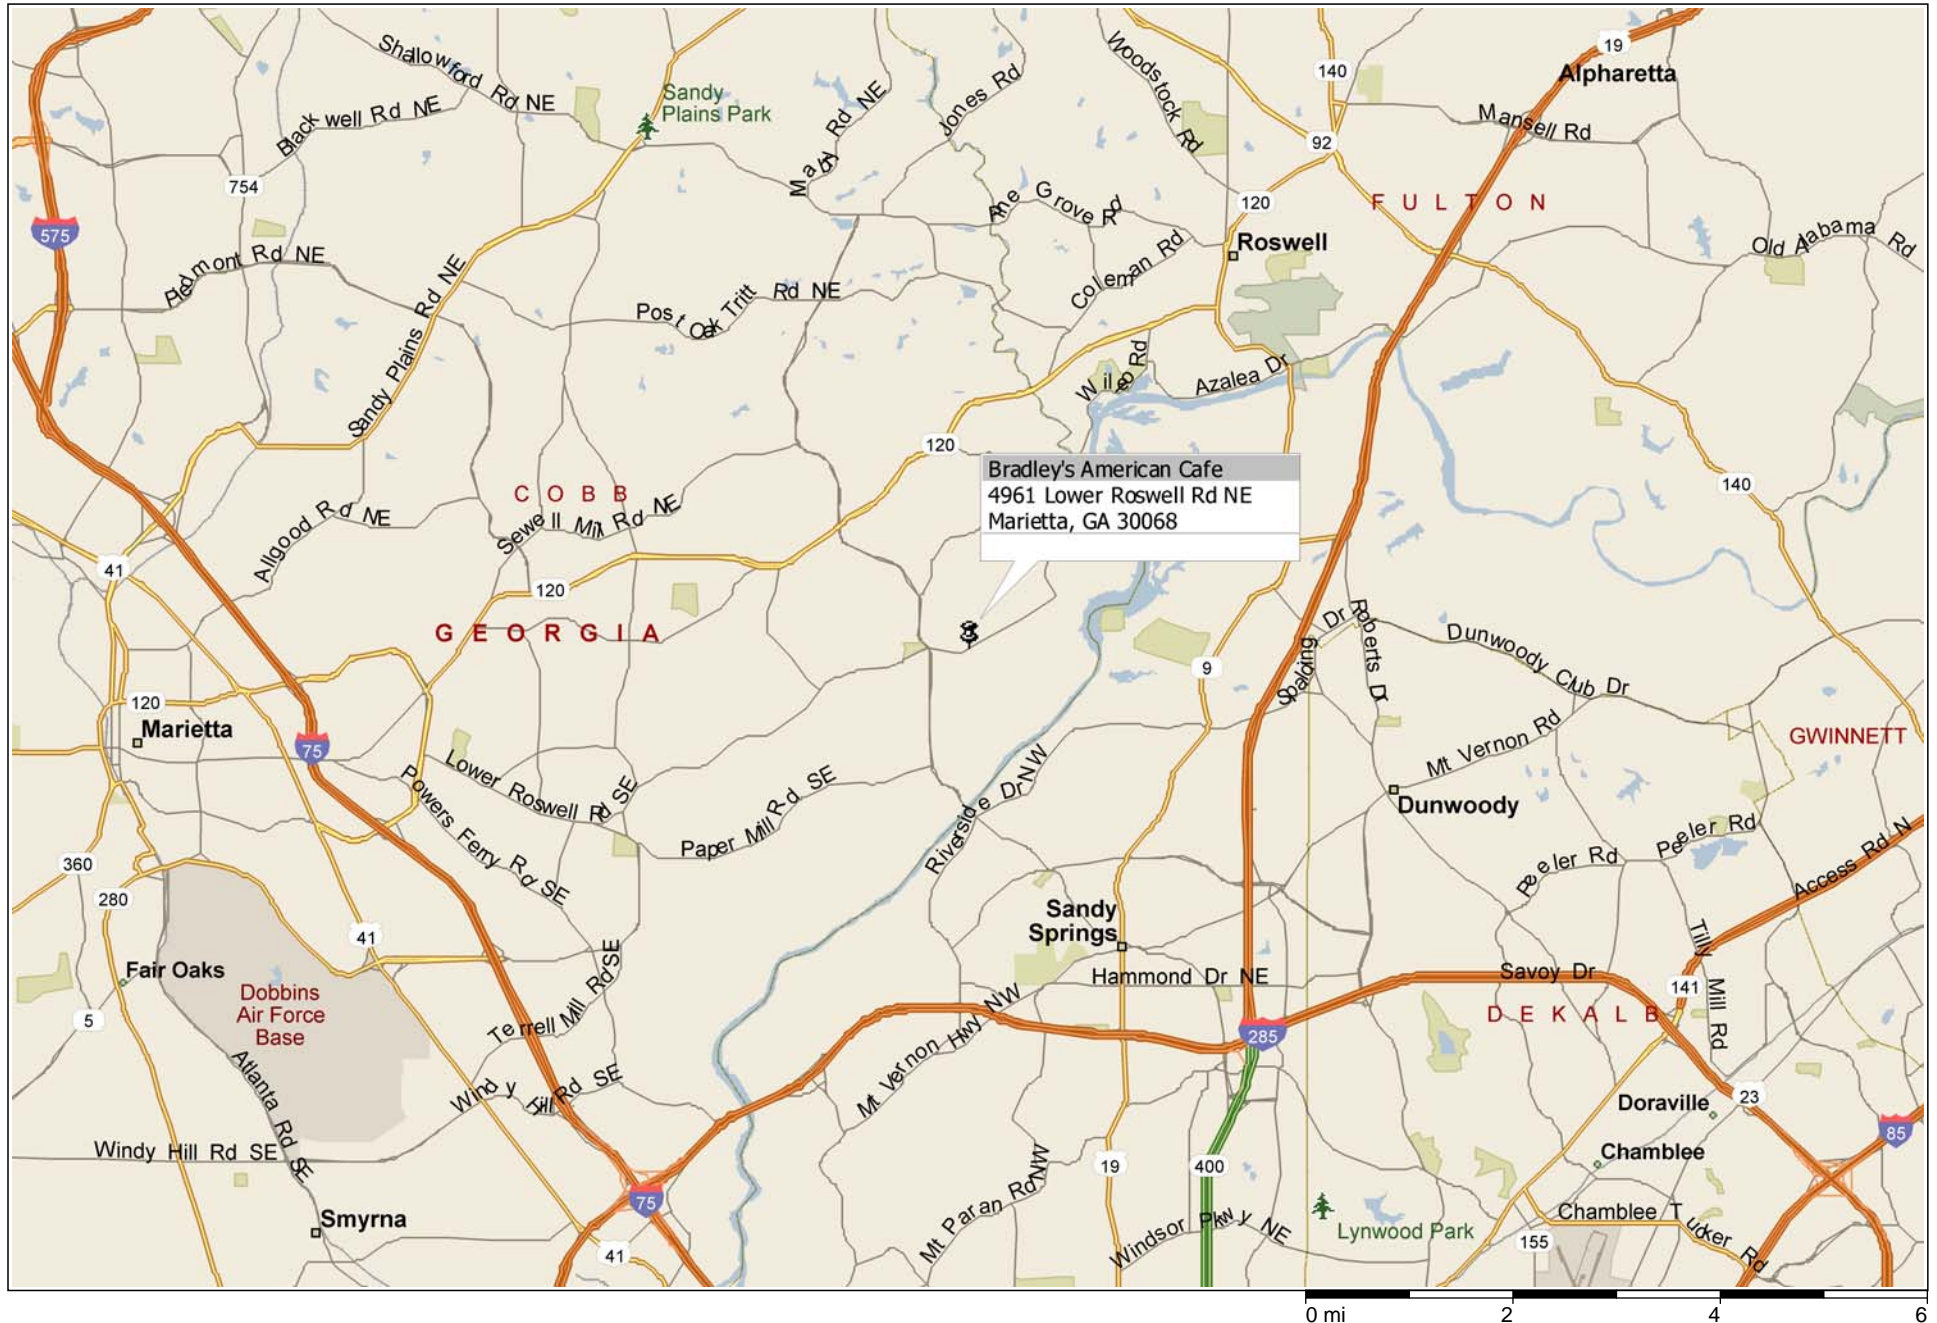 Shallowford Rd NE
Blackwell Rd NE
Sandy
Plains Park
Mabry Rd NE
Jones Rd
Woodstock Rd
140
19
Alpharetta
Mansell Rd
92
754
120
Pine Grove Rd
FULTON
575
Roswell
Old Alabama Rd
Piedmont Rd NE
Coleman Rd
Sandy Plains Rd NE
Post Oak Tritt Rd NE
Wileo Rd
Azalea Dr
120
Bradley's American Cafe
4961 Lower Roswell Rd NE
Marietta, GA 30068
140
COBB
Allgood Rd NE
Sewell Mill Rd NE
41
120
GEORGIA
Spalding Dr
Roberts Dr
Dunwoody Club Dr
9
120
Marietta
75
Mt Vernon Rd
GWINNETT
Lower Roswell Rd SE
Powers Ferry Rd SE
Paper Mill Rd SE
Riverside Dr NW
Dunwoody
Peeler Rd
Peeler Rd
Access Rd N
360
280
41
Sandy
Springs
Tilly Mill Rd
Fair Oaks
Hammond Dr NE
Savoy Dr
141
Dobbins
Air Force
Base
5
Terrell Mill Rd SE
Mt Vernon Hwy NW
285
DEKALB
Atlanta Rd SE
Windy Hill Rd SE
Windy Hill Rd SE
23
Doraville
85
Chamblee
19
400
75
Smyrna
41
Mt Paran Rd NW
Windsor Pkwy NE
Lynwood Park
Chamblee Tucker Rd
155
0 mi 2 4 6